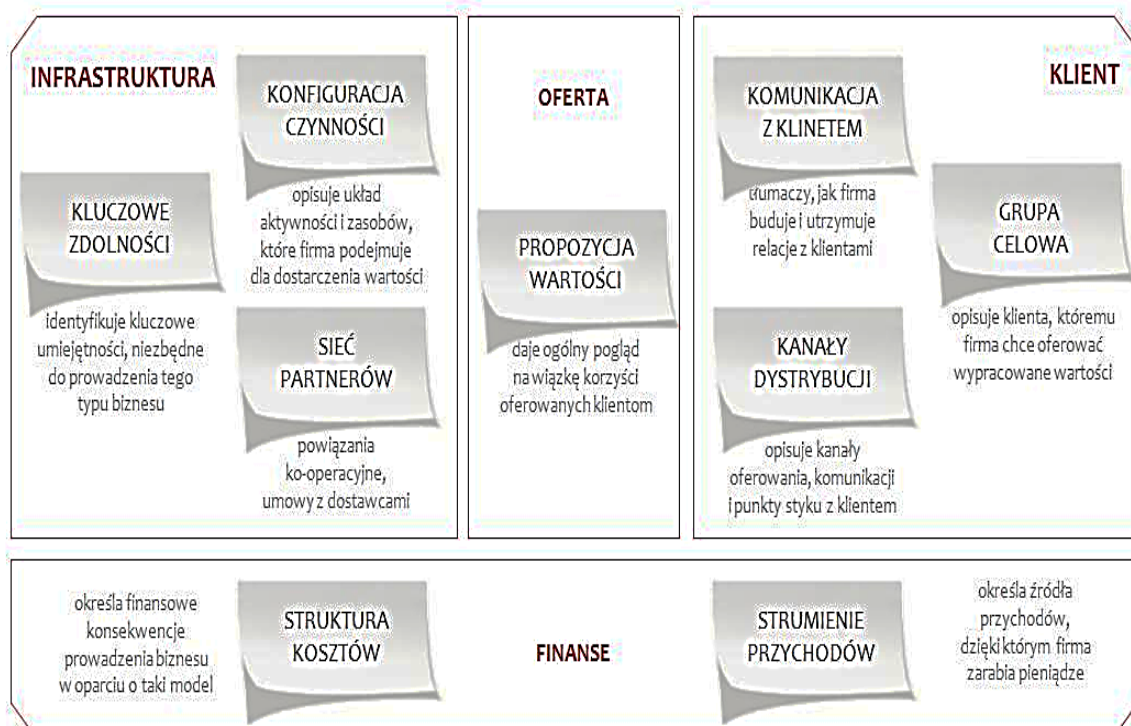 INFRASTRUKTURA
KONFIGURACJA
CZYNNOŚCI
opisuje układ
aktywności i zasobów,
które firma podejmuje
dla dostarczenia wartości
KLUCZOWE
ZDOLNOŚCI
identyfikuje kluczowe
umiejętności, niezbędne
do prowadzenia tego
typu biznesu
SIEĆ
PARTNERÓW
powiązania
ko-operacyjne,
umowy z dostawcami
OFERTA
PROPOZYCJA
WARTOŚCI
daje ogólny pogląd
na wiązkę korzyści
oferowanych klientom
KLIENT
KOMUNIKACJA
Z KLINETEM
tłumaczy, jak firma
buduje i utrzymuje
relacje z klientami
GRUPA
CELOWA
opisuje klienta, któremu
firma chce oferować
wypracowane wartości
KANAŁY
DYSTRYBUCJI
opisuje kanały
oferowania, komunikacji
i punkty styku z klientem
określa finansowe
konsekwencje
prowadzenia biznesu
w oparciu o taki model
STRUKTURA
KOSZTÓW
FINANSE
STRUMIENIE
PRZYCHODÓW
określa źródła
przychodów,
dzięki którym firma
zarabia pieniądze